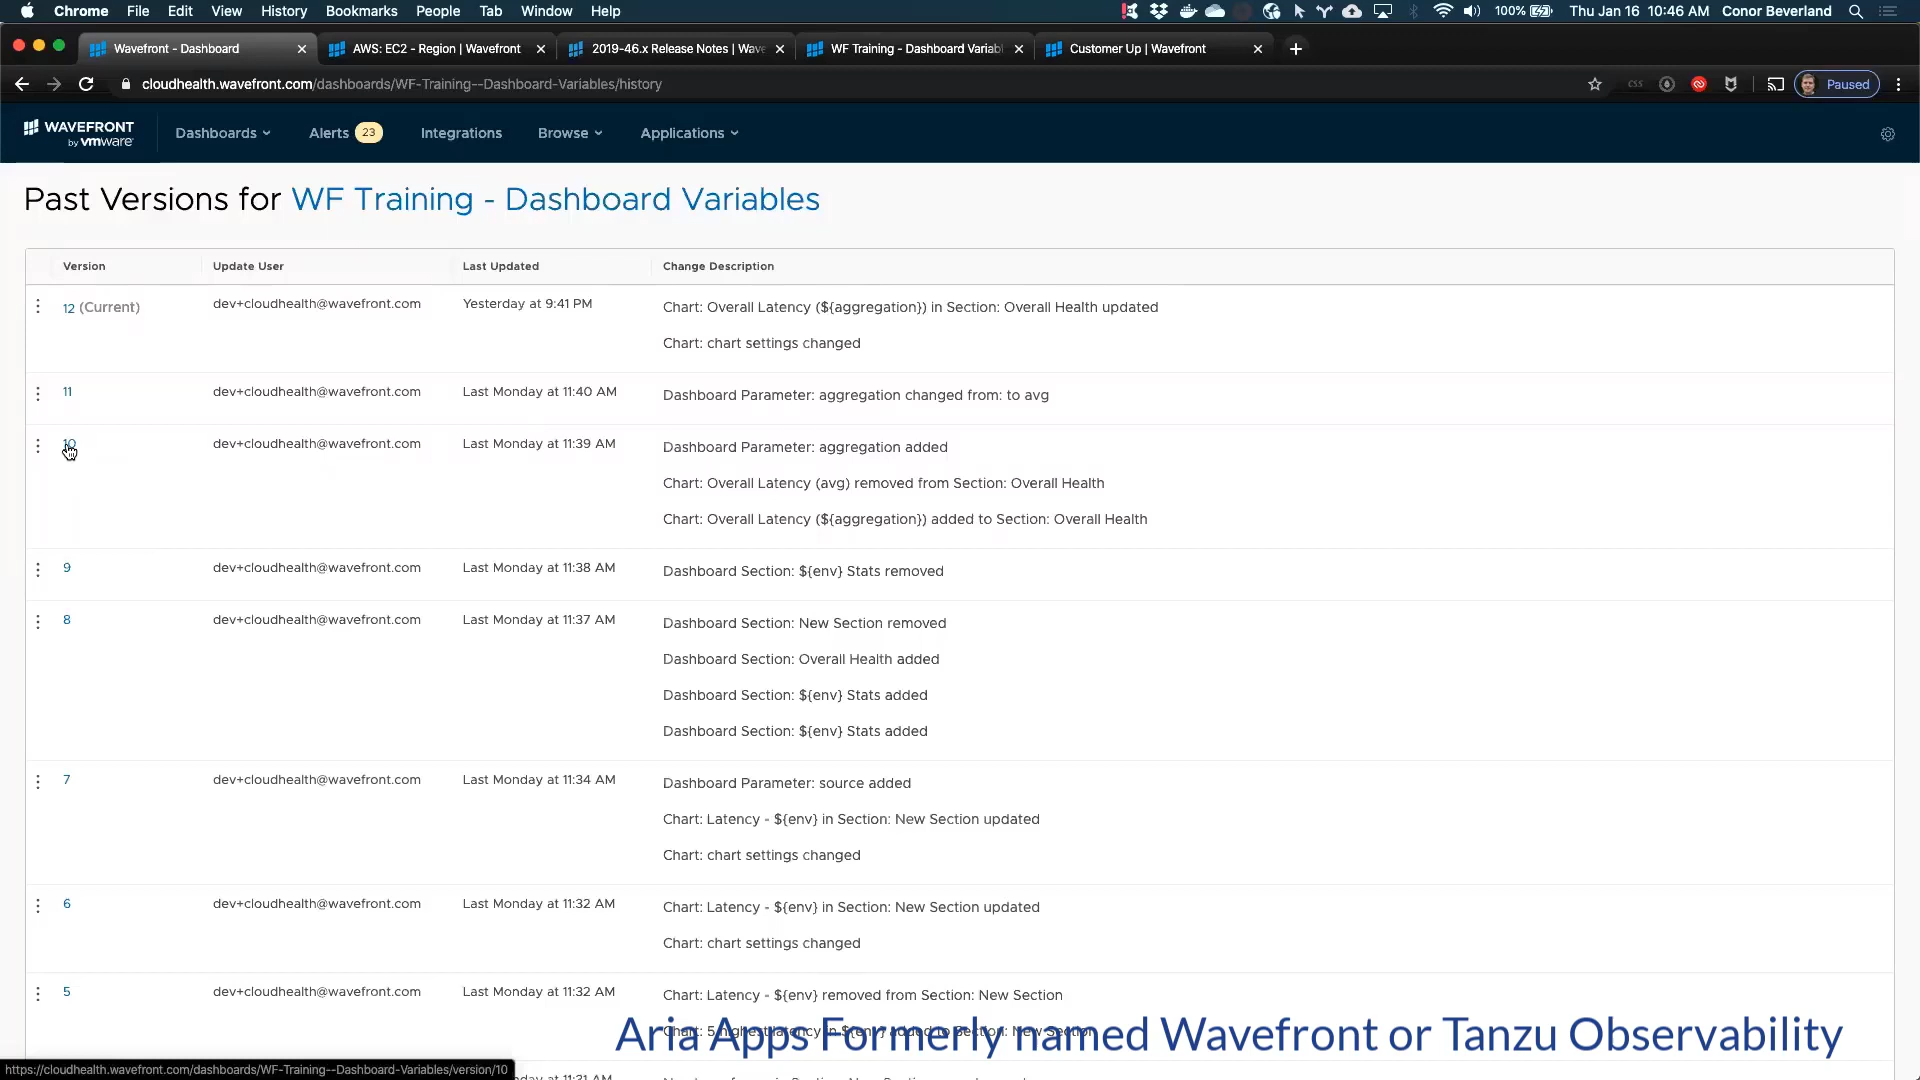 Chrome File Edit View History Bookmarks People Tab Window Help 100% Thu Jan 16 10:46 AM Conor Beverland
Wavefront - Dashboard AWS: EC2 - Region | Wavefront 2019-46.x Release Notes | Wave WF Training - Dashboard Variab Customer Up | Wavefront
cloudhealth.wavefront.com/dashboards/WF-Training--Dashboard-Variables/history CSS Paused
WAVEFRONT by vmware Dashboards Alerts 23 Integrations Browse Applications
Past Versions for WF Training - Dashboard Variables
Version Update User Last Updated Change Description
12 (Current) dev+cloudhealth@wavefront.com Yesterday at 9:41 PM Chart: Overall Latency (${aggregation}) in Section: Overall Health updated
Chart: chart settings changed
11 dev+cloudhealth@wavefront.com Last Monday at 11:40 AM Dashboard Parameter: aggregation changed from: to avg
10 dev+cloudhealth@wavefront.com Last Monday at 11:39 AM Dashboard Parameter: aggregation added
Chart: Overall Latency (avg) removed from Section: Overall Health
Chart: Overall Latency (${aggregation}) added to Section: Overall Health
9 dev+cloudhealth@wavefront.com Last Monday at 11:38 AM Dashboard Section: ${env} Stats removed
8 dev+cloudhealth@wavefront.com Last Monday at 11:37 AM Dashboard Section: New Section removed
Dashboard Section: Overall Health added
Dashboard Section: ${env} Stats added
Dashboard Section: ${env} Stats added
7 dev+cloudhealth@wavefront.com Last Monday at 11:34 AM Dashboard Parameter: source added
Chart: Latency - ${env} in Section: New Section updated
Chart: chart settings changed
6 dev+cloudhealth@wavefront.com Last Monday at 11:32 AM Chart: Latency - ${env} in Section: New Section updated
Chart: chart settings changed
5 dev+cloudhealth@wavefront.com Last Monday at 11:32 AM Chart: Latency - ${env} removed from Section: New Section
Chart: 5 highest latency in ${env} added to Section: New Section
Aria Apps Formerly named Wavefront or Tanzu Observability
https://cloudhealth.wavefront.com/dashboards/WF-Training--Dashboard-Variables/version/10